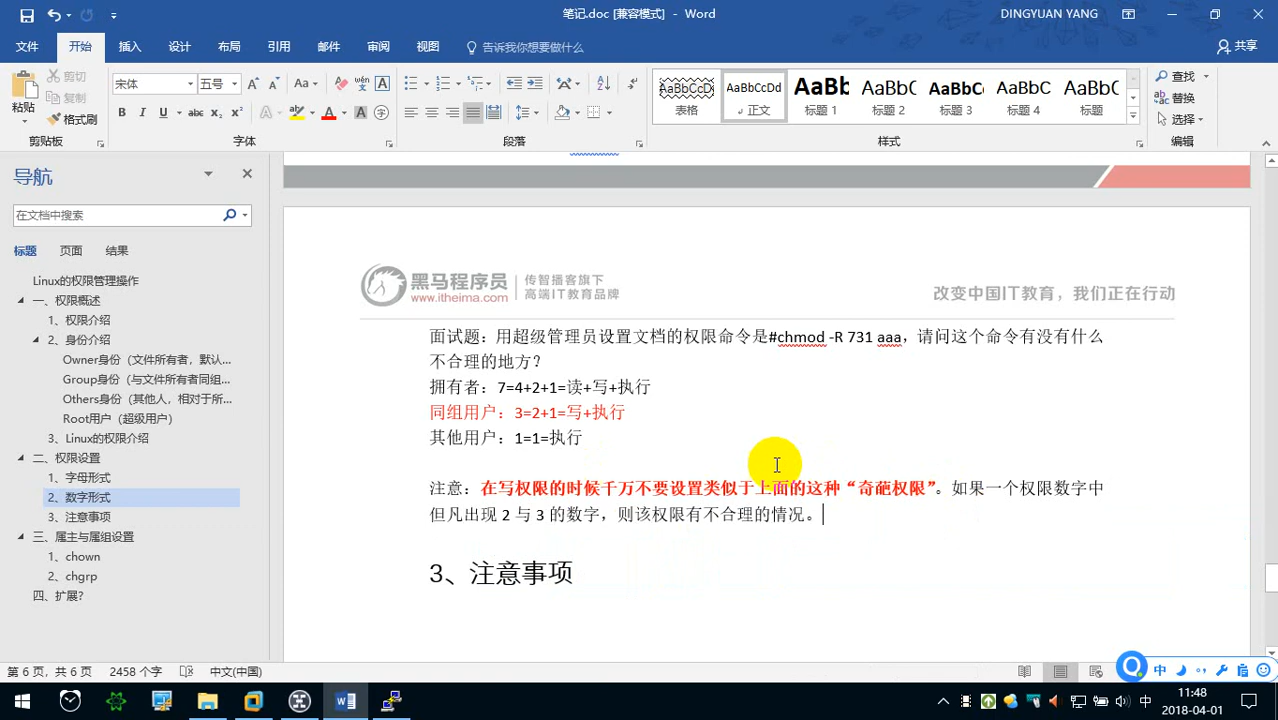 笔记.doc [兼容模式] - Word
DINGYUAN YANG
文件 开始 插入 设计 布局 引用 邮件 审阅 视图 告诉我你想要做什么 共享
粘贴 剪切 复制 格式刷
宋体 五号
查找 替换 选择
AaBbCcDd 表格
AaBbCcDd 正文
AaBb 标题 1
AaBbC 标题 2
AaBbC 标题 3
AaBbC 标题 4
AaBbC 标题
剪贴板 字体 段落 样式 编辑
导航
在文档中搜索
标题 页面 结果
Linux的权限管理操作
一、权限概述
1、权限介绍
2、身份介绍
Owner身份（文件所有者，默认...
Group身份（与文件所有者同组...
Others身份（其他人，相对于所...
Root用户（超级用户）
3、Linux的权限介绍
二、权限设置
1、字母形式
2、数字形式
3、注意事项
三、属主与属组设置
1、chown
2、chgrp
四、扩展?
黑马程序员
www.itheima.com
传智播客旗下
高端IT教育品牌
改变中国IT教育，我们正在行动
面试题：用超级管理员设置文档的权限命令是#chmod -R 731 aaa，请问这个命令有没有什么
不合理的地方？
拥有者：7=4+2+1=读+写+执行
同组用户：3=2+1=写+执行
其他用户：1=1=执行
注意：在写权限的时候千万不要设置类似于上面的这种“奇葩权限”。如果一个权限数字中
但凡出现 2 与 3 的数字，则该权限有不合理的情况。
3、注意事项
第 6 页，共 6 页 2458 个字 中文(中国)
中
中 11:48
2018-04-01